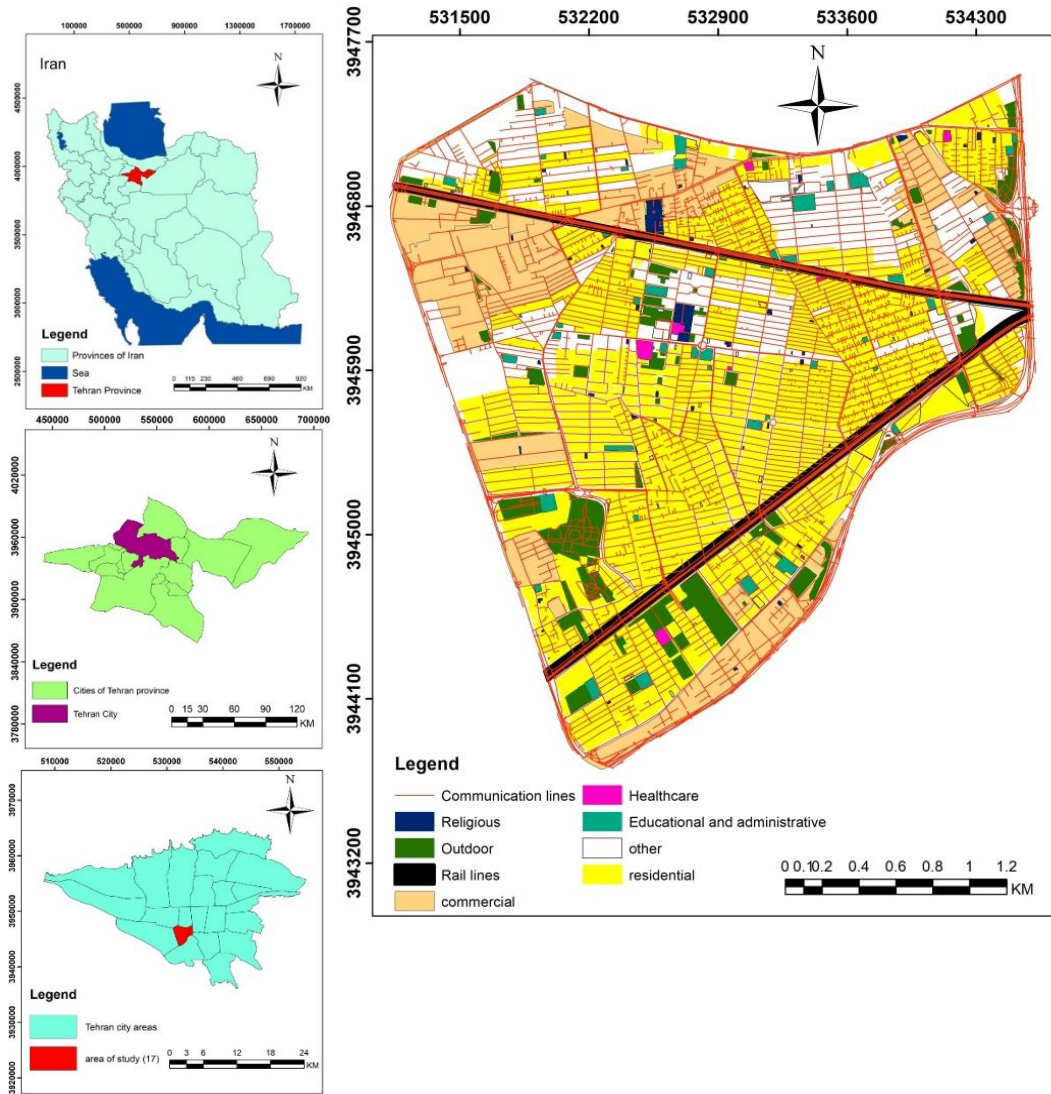 100000 500000 900000 1300000 1700000
Iran
N
4500000
4000000
3500000
3000000
2500000
Legend
Provinces of Iran
Sea
Tehran Province
0 115 230 460 690 920
KM
450000 500000 550000 600000 650000 700000
N
4020000
3960000
3900000
3840000
3780000
Legend
Cities of Tehran province
Tehran City
0 15 30 60 90 120
KM
510000 520000 530000 540000 550000
N
3970000
3960000
3950000
3940000
3930000
3920000
Legend
Tehran city areas
area of study (17)
0 3 6 12 18 24
KM
531500 532200 532900 533600 534300
N
3947700
3946800
3945900
3945000
3944100
3943200
Legend
Communication lines
Religious
Outdoor
Rail lines
commercial
Healthcare
Educational and administrative
other
residential
0 0.10.2 0.4 0.6 0.8 1 1.2
KM